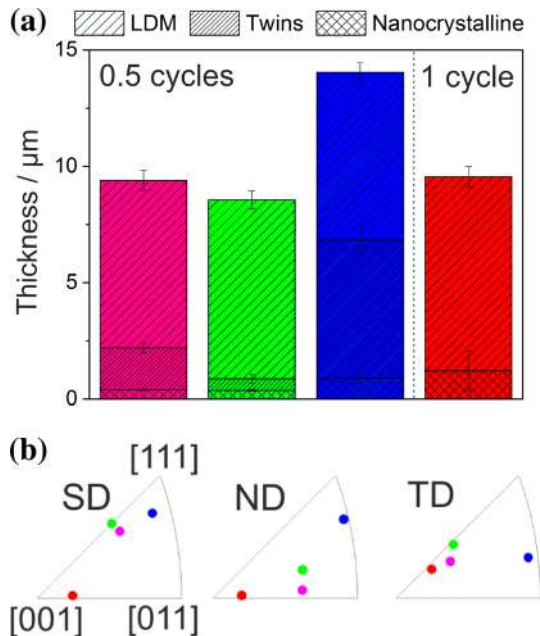 (a) LDM Twins Nanocrystalline
15
0.5 cycles 1 cycle
10
5
0
Thickness / µm
(b)
[111]
SD ND TD
[001] [011]